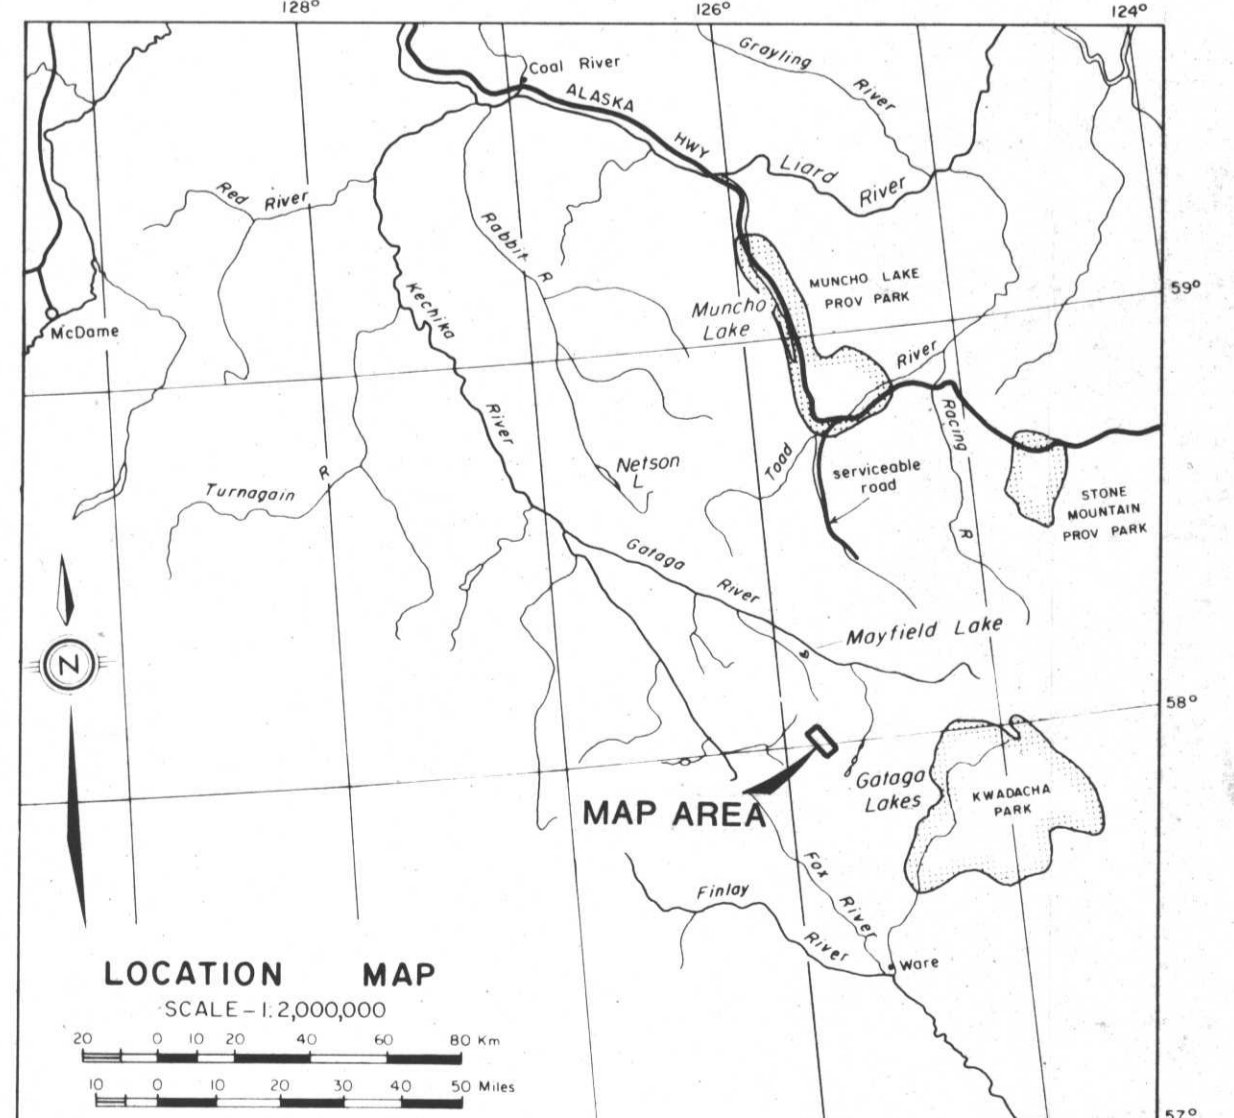 128° 126° 124°
Grayling
River
Coal River
ALASKA
HWY
Liard
River
Red River
Rabbit R
MUNCHO LAKE
PROV PARK
59°
Kechika
River
Muncho
Lake
McDame
River
Racing
R
Toad
Netson
L
serviceable
road
Turnagain R
STONE
MOUNTAIN
PROV PARK
Gataga
River
Mayfield Lake
N
58°
Gataga
Lakes
KWADACHA
PARK
MAP AREA
Fox
River
Finlay
River
Ware
LOCATION MAP
SCALE – 1: 2,000,000
20 0 10 20 40 60 80 Km
10 0 10 20 30 40 50 Miles
57°